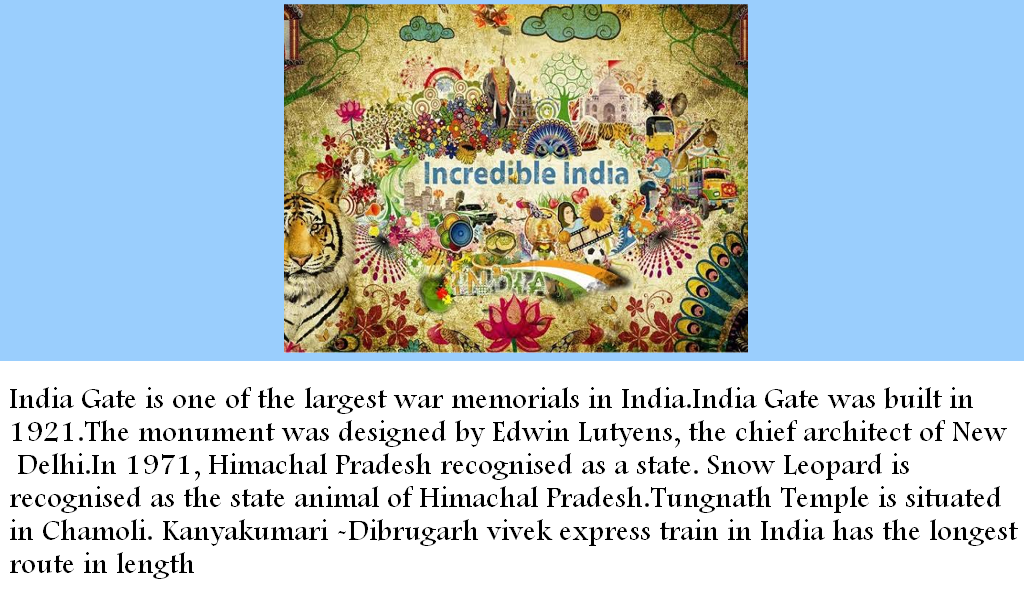 Incredible India
INDIA
India Gate is one of the largest war memorials in India.India Gate was built in
1921.The monument was designed by Edwin Lutyens, the chief architect of New
Delhi.In 1971, Himachal Pradesh recognised as a state. Snow Leopard is
recognised as the state animal of Himachal Pradesh.Tungnath Temple is situated
in Chamoli. Kanyakumari -Dibrugarh vivek express train in India has the longest
route in length